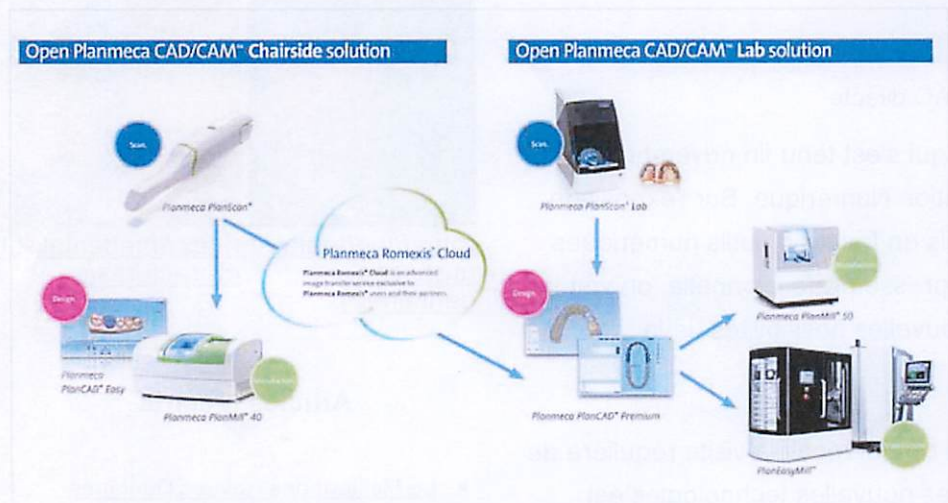 Open Planmeca CAD/CAM™ Chairside solution
Scan.
Planmeca PlanScan®
Planmeca Romexis® Cloud
Planmeca Romexis® Cloud is an advanced
image transfer service exclusive to
Planmeca Romexis® users and their partners.
Design.
Planmeca
PlanCAD® Easy
Planmeca PlanMill® 40
Open Planmeca CAD/CAM™ Lab solution
Scan.
Planmeca PlanScan® Lab
Design.
Planmeca PlanCAD® Premium
Planmeca PlanMill® 50
PlanEasyMill™